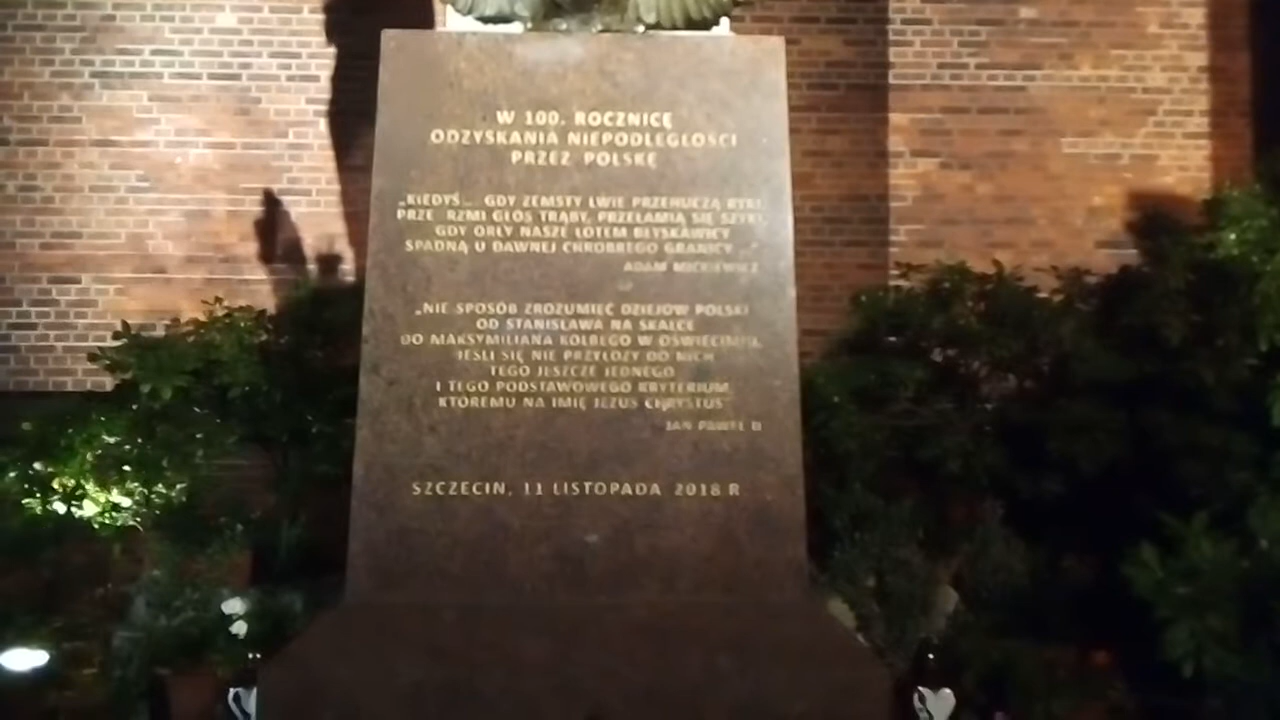 W 100. ROCZNICĘ
ODZYSKANIA NIEPODLEGŁOŚCI
PRZEZ POLSKĘ
„KIEDYŚ... GDY ZEMSTY LWIE PRZEHUCZĄ RYKI,
GŁOS TRĄBY, PRZEŁAMIĄ SIĘ SZYKI,
GDY ORŁY NASZE LOTEM BŁYSKAWICY
SPADNĄ U DAWNEJ CHROBREGO GRANICY..."
ADAM MICKIEWICZ
„NIE SPOSÓB ZROZUMIEĆ DZIEJÓW POLSKI
OD STANISŁAWA NA SKAŁCE
DO MAKSYMILIANA KOLBEGO W OŚWIĘCIMIU,
JEŚLI SIĘ NIE PRZYŁOŻY DO NICH
TEGO JESZCZE JEDNEGO
I TEGO PODSTAWOWEGO KRYTERIUM,
KTÓREMU NA IMIĘ JEZUS CHRYSTUS"
JAN PAWEŁ II
SZCZECIN, 11 LISTOPADA 2018 R.